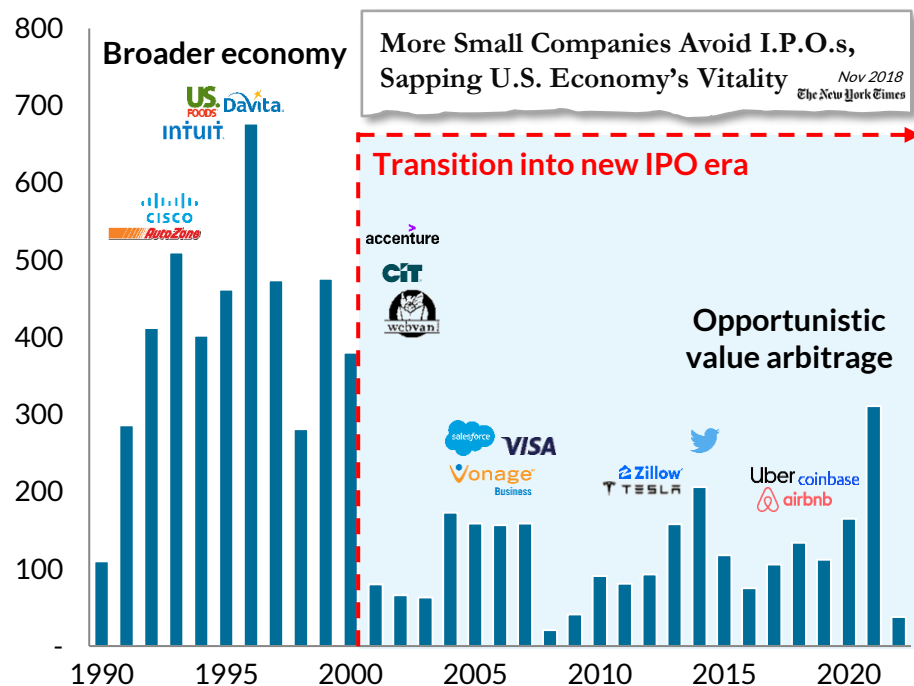 800
700
600
500
400
300
200
100
-
Broader economy
US.
FOODS
DaVita.
INTUIT
CISCO
AutoZone
More Small Companies Avoid I.P.O.s,
Sapping U.S. Economy’s Vitality
Nov 2018
The New York Times
Transition into new IPO era
>
accenture
CiT
webvan
Opportunistic
value arbitrage
salesforce
VISA
Vonage
Business
Zillow
TESLA
Uber
coinbase
airbnb
1990
1995
2000
2005
2010
2015
2020